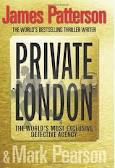 James Patterson
THE WORLD'S BESTSELLING THRILLER WRITER
PRIVATE
LONDON
THE WORLD'S MOST EXCLUSIVE
DETECTIVE AGENCY
& Mark Pearson